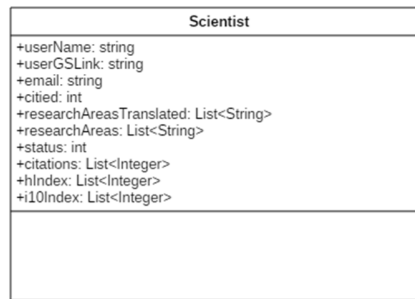 Scientist
+userName: string
+userGSLink: string
+email: string
+citied: int
+researchAreasTranslated: List<String>
+researchAreas: List<String>
+status: int
+citations: List<Integer>
+hIndex: List<Integer>
+i10Index: List<Integer>